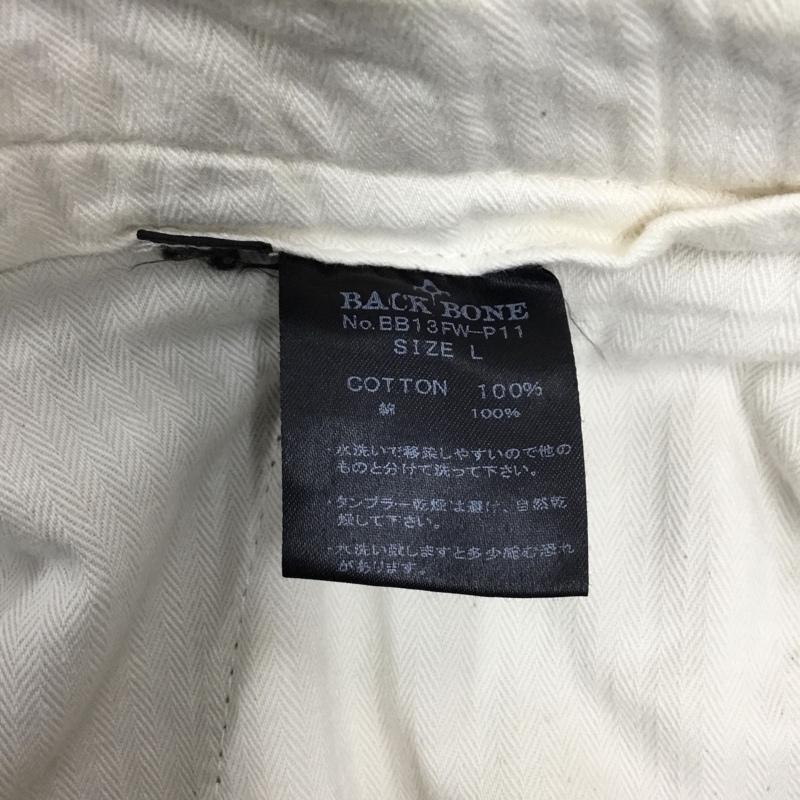 BACK BONE
No.BB13FW-P11
SIZE L
COTTON 100%
綿 100%
・水洗いで移染しやすいので他の
ものと分けて洗って下さい。
・タンブラー乾燥は避け、自然乾
燥して下さい。
・水洗い致しますと多少縮む恐れ
があります。